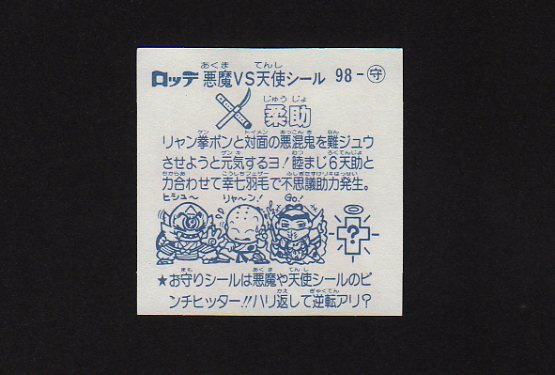 ロッテ 悪魔VS天使シール 98-守
柔助
リャン拳ポンと対面の悪混鬼を難ジュウ
させようと元気するヨ！睦まじ6天助と
力合わせて幸七羽毛で不思議助力発生。
ヒシュ〜 リャ〜ン！ Go!
?
★お守りシールは悪魔や天使シールのピ
ンチヒッター!!ハリ返して逆転アリ？